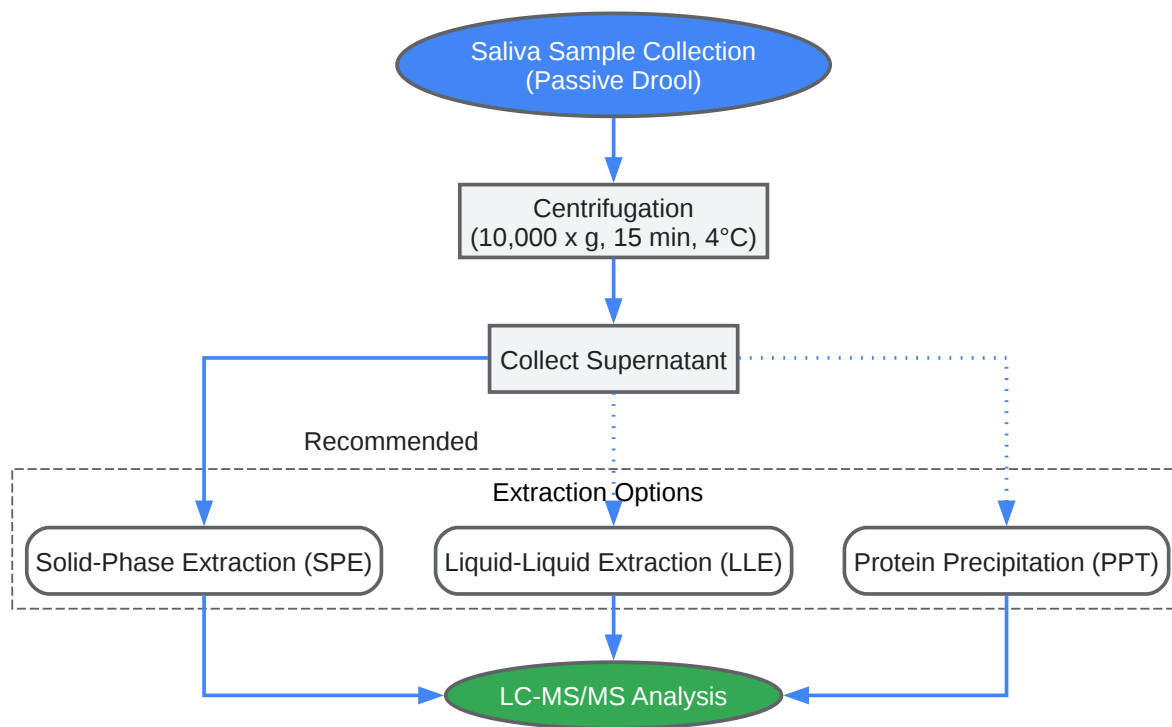 Saliva Sample Collection
(Passive Drool)
Centrifugation
(10,000 x g, 15 min, 4°C)
Collect Supernatant
Recommended
Extraction Options
Solid-Phase Extraction (SPE)
Liquid-Liquid Extraction (LLE)
Protein Precipitation (PPT)
LC-MS/MS Analysis